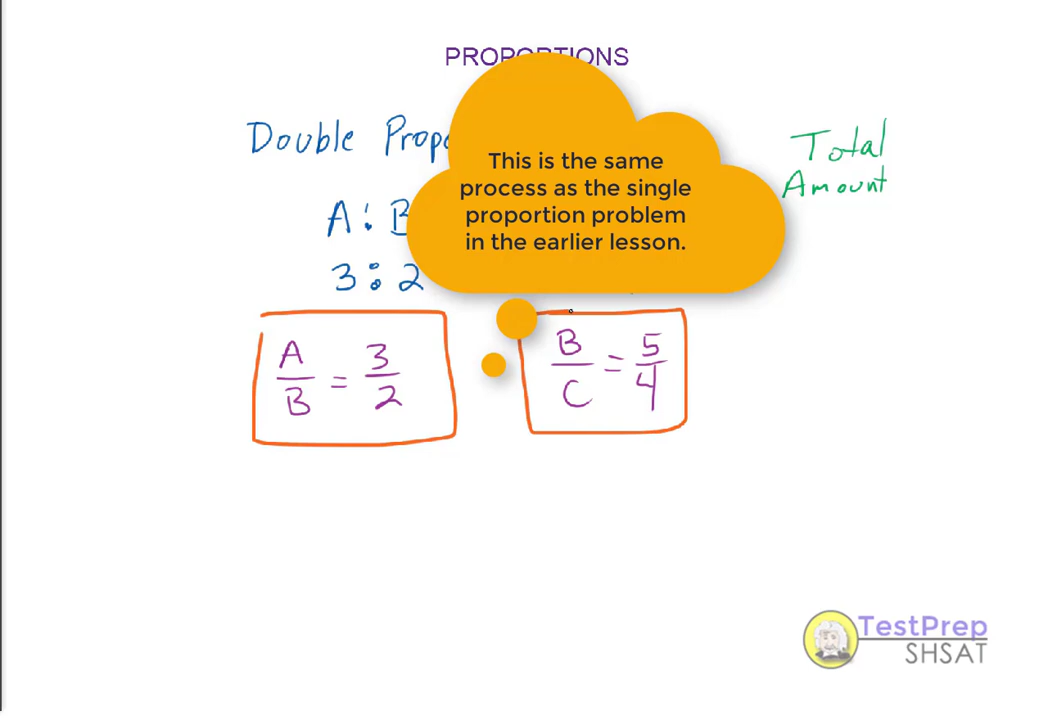 PROPORTIONS
Double Prop
Total
Amount
This is the same
process as the single
proportion problem
in the earlier lesson.
A : B
3 : 2
A/B = 3/2
B/C = 5/4
TestPrep
SHSAT